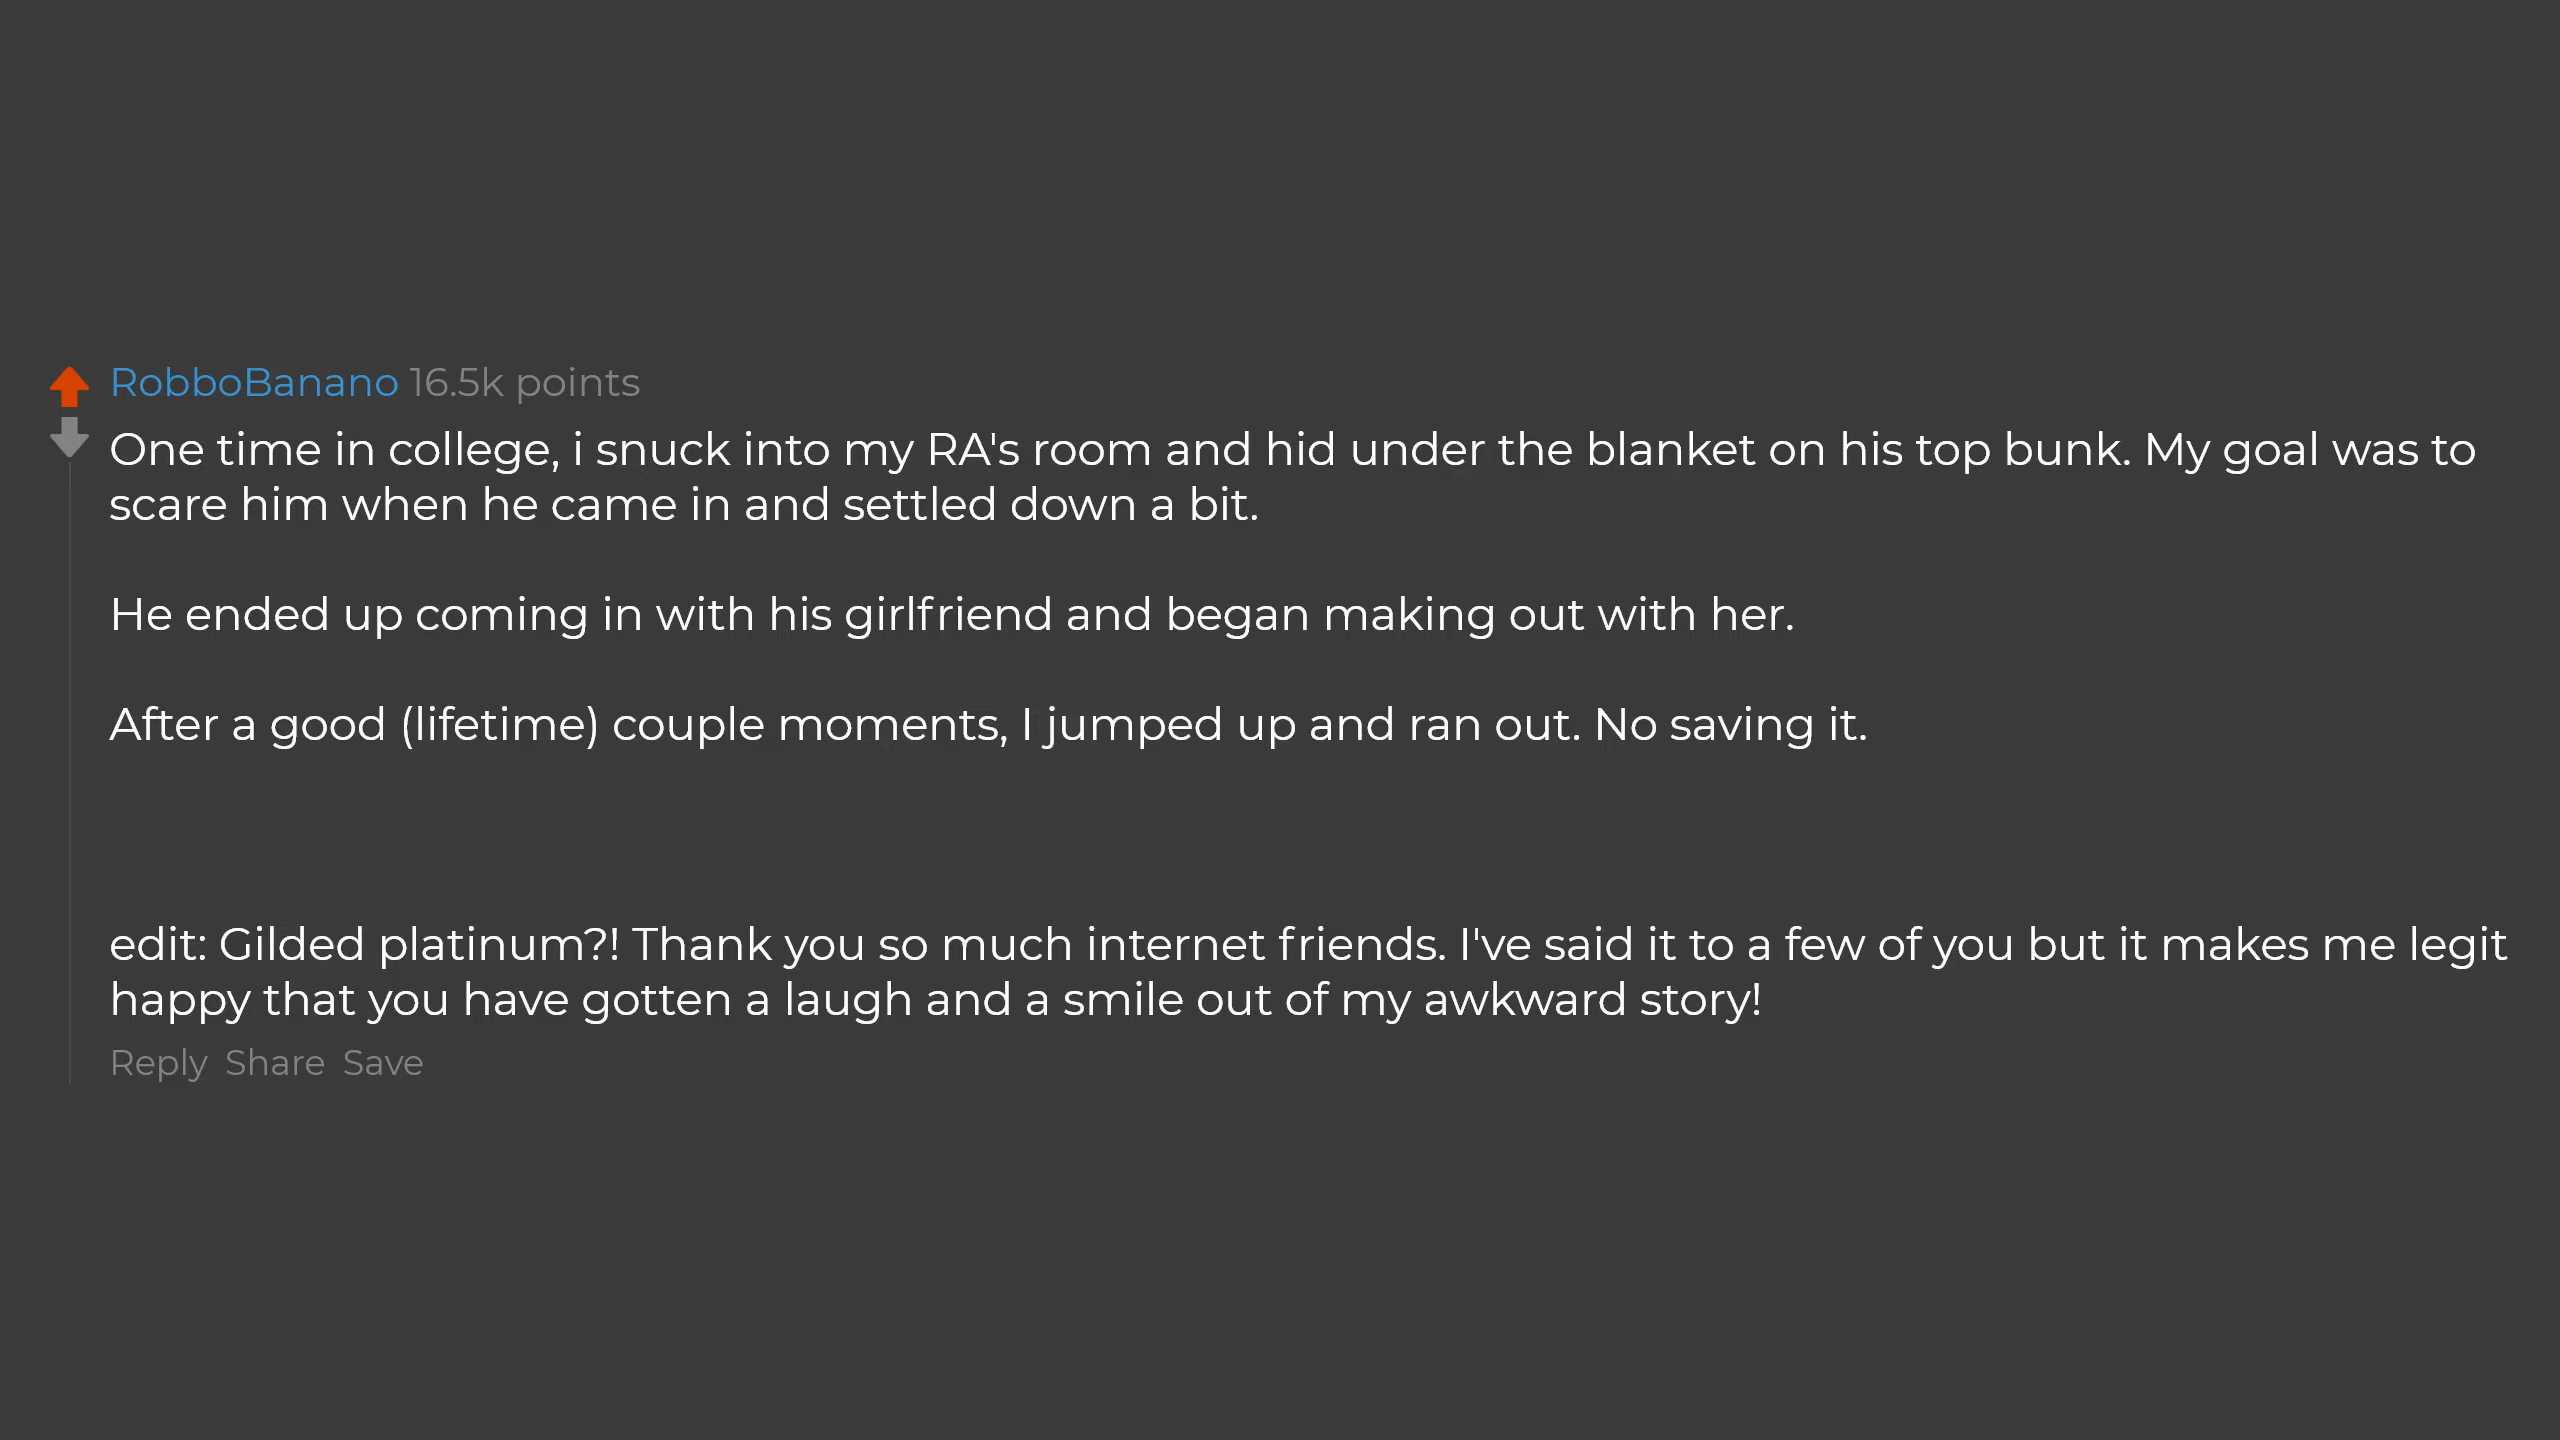 RobboBanano 16.5k points
One time in college, i snuck into my RA's room and hid under the blanket on his top bunk. My goal was to
scare him when he came in and settled down a bit.
He ended up coming in with his girlfriend and began making out with her.
After a good (lifetime) couple moments, I jumped up and ran out. No saving it.
edit: Gilded platinum?! Thank you so much internet friends. I've said it to a few of you but it makes me legit
happy that you have gotten a laugh and a smile out of my awkward story!
Reply Share Save